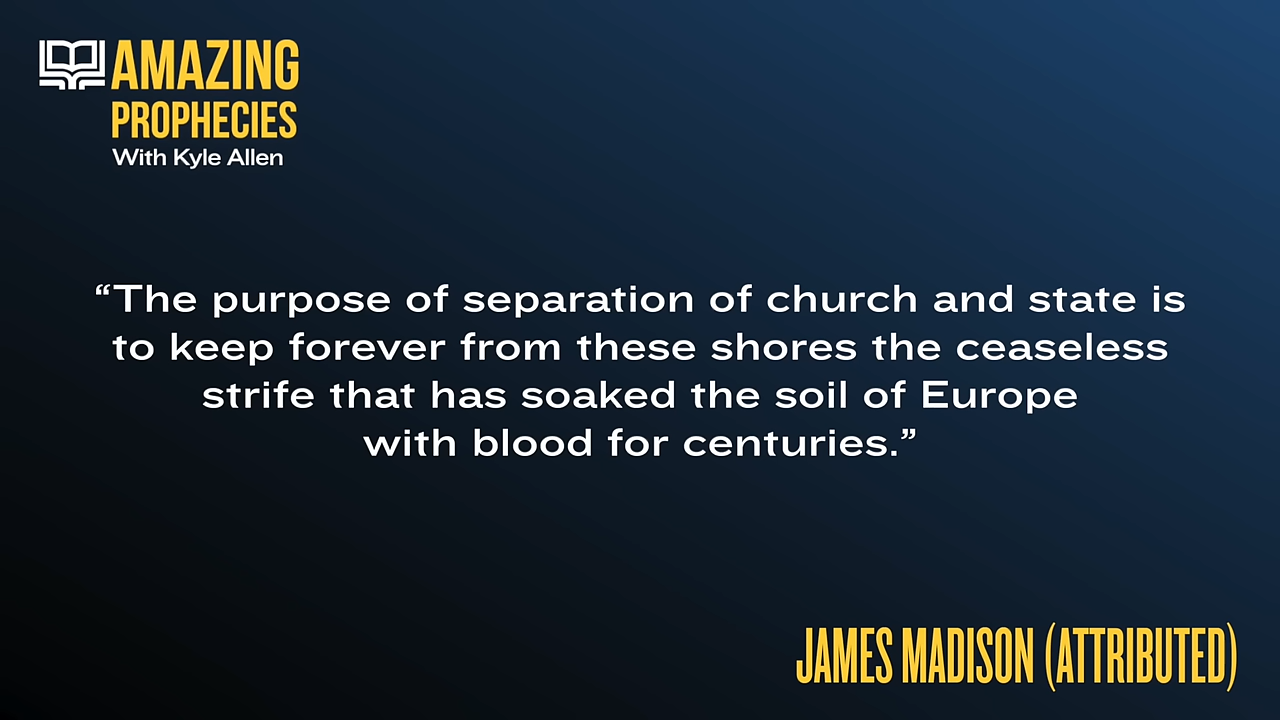 AMAZING
PROPHECIES
With Kyle Allen
“The purpose of separation of church and state is
to keep forever from these shores the ceaseless
strife that has soaked the soil of Europe
with blood for centuries.”
JAMES MADISON (ATTRIBUTED)